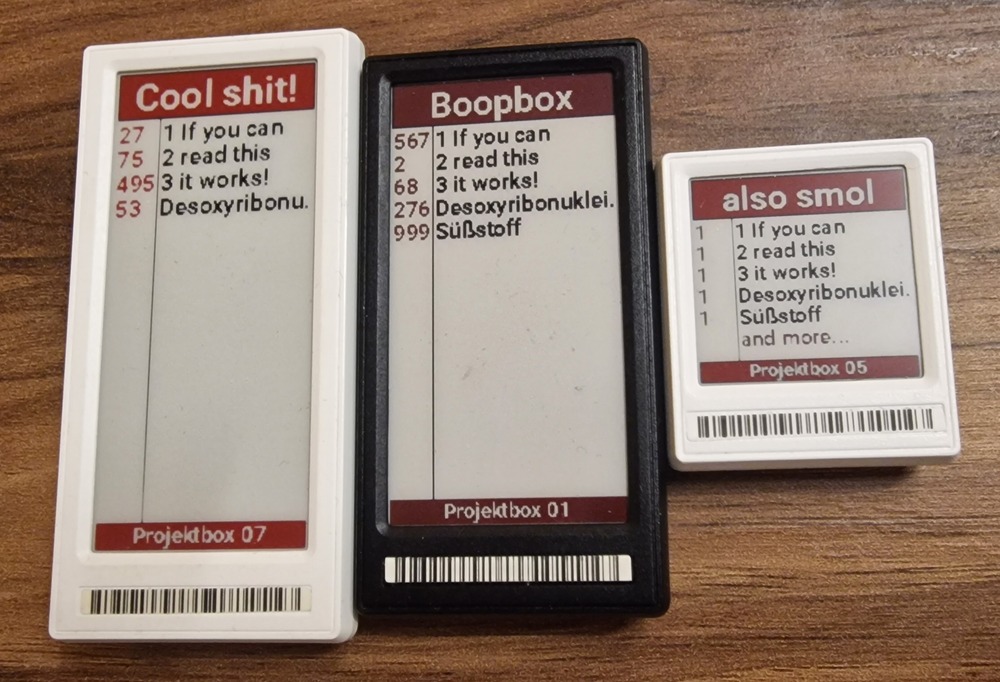 Cool shit!
27 1 If you can
75 2 read this
495 3 it works!
53 Desoxyribonu.
Projektbox 07
Boopbox
567 1 If you can
2 2 read this
68 3 it works!
276 Desoxyribonuklei.
999 Süßstoff
Projektbox 01
also smol
1 1 If you can
1 2 read this
1 3 it works!
1 Desoxyribonuklei.
1 Süßstoff
and more...
Projektbox 05